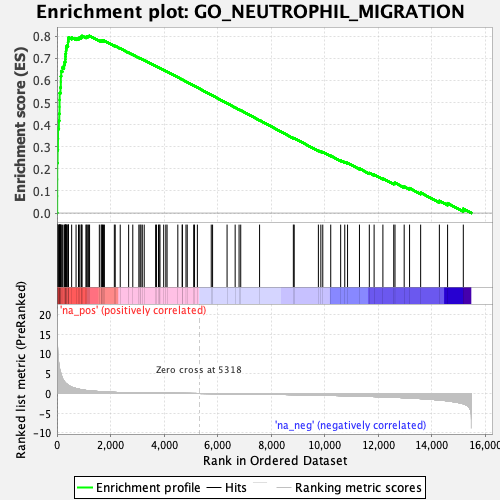 Enrichment plot: GO_NEUTROPHIL_MIGRATION
Enrichment score (ES)
0.8
0.7
0.6
0.5
0.4
0.3
0.2
0.1
0.0
'na_pos' (positively correlated)
Ranked list metric (PreRanked)
20
15
10
5
0
-5
-10
Zero cross at 5318
'na_neg' (negatively correlated)
0 2,000 4,000 6,000 8,000 10,000 12,000 14,000 16,000
Rank in Ordered Dataset
Enrichment profile Hits Ranking metric scores